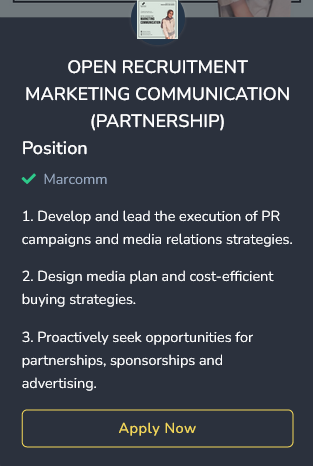 OPEN RECRUITMENT
MARKETING COMMUNICATION
(PARTNERSHIP)
Position
Marcomm
1. Develop and lead the execution of PR
campaigns and media relations strategies.
2. Design media plan and cost-efficient
buying strategies.
3. Proactively seek opportunities for
partnerships, sponsorships and
advertising.
Apply Now